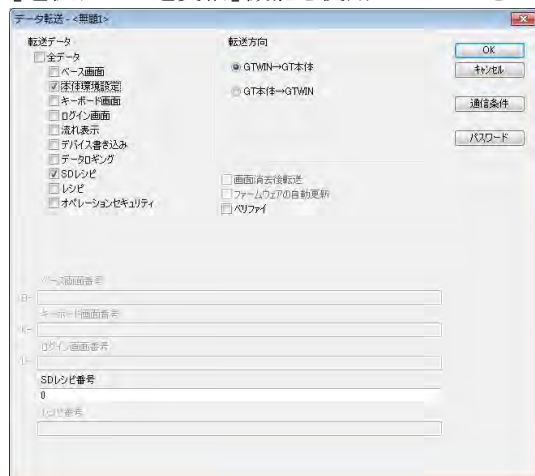 データ転送 - <無題1>
転送データ
全データ
ベース画面
本体環境設定
キーボード画面
ログイン画面
流れ表示
デバイス書き込み
データロギング
SDレシピ
レシピ
オペレーションセキュリティ
転送方向
GTWIN→GT本体
GT本体→GTWIN
画面消去後転送
ファームウェアの自動更新
ベリファイ
OK
キャンセル
通信条件
パスワード
ベース画面番号
B-
キーボード画面番号
K-
ログイン画面番号
SDレシピ番号
0
レシピ番号